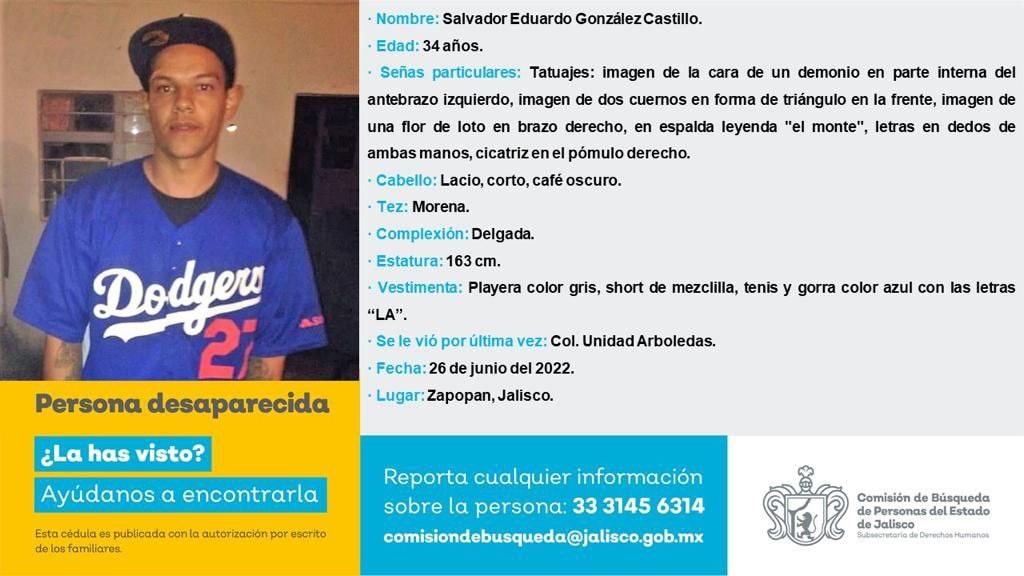 Dodgers
27
Persona desaparecida
¿La has visto?
Ayúdanos a encontrarla
Esta cédula es publicada con la autorización por escrito
de los familiares.
· Nombre: Salvador Eduardo González Castillo.
· Edad: 34 años.
· Señas particulares: Tatuajes: imagen de la cara de un demonio en parte interna del
antebrazo izquierdo, imagen de dos cuernos en forma de triángulo en la frente, imagen de
una flor de loto en brazo derecho, en espalda leyenda "el monte", letras en dedos de
ambas manos, cicatriz en el pómulo derecho.
· Cabello: Lacio, corto, café oscuro.
· Tez: Morena.
· Complexión: Delgada.
· Estatura: 163 cm.
· Vestimenta: Playera color gris, short de mezclilla, tenis y gorra color azul con las letras
“LA”.
· Se le vió por última vez: Col. Unidad Arboledas.
· Fecha: 26 de junio del 2022.
· Lugar: Zapopan, Jalisco.
Reporta cualquier información
sobre la persona: 33 3145 6314
comisiondebusqueda@jalisco.gob.mx
Comisión de Búsqueda
de Personas del Estado
de Jalisco
Subsecretaría de Derechos Humanos